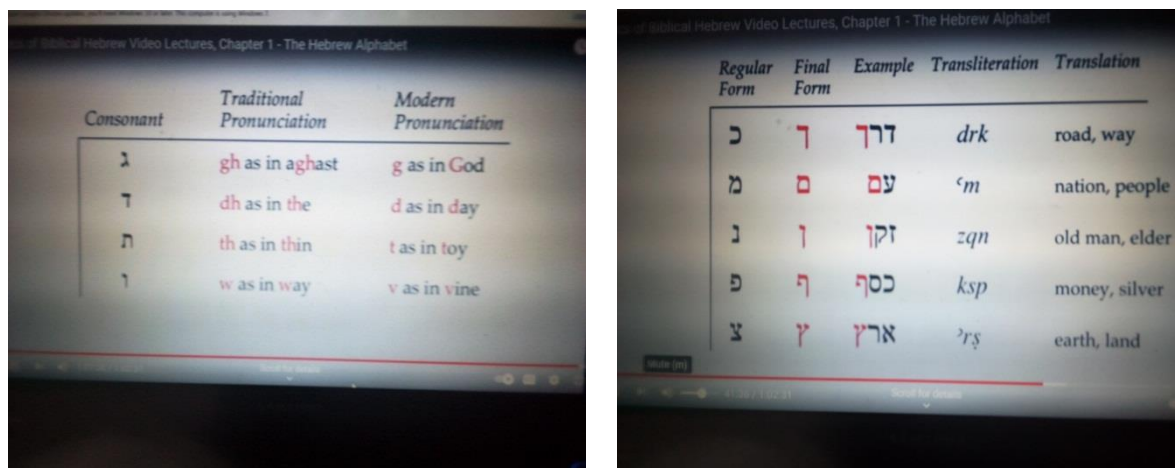 cs of Biblical Hebrew Video Lectures, Chapter 1 - The Hebrew Alphabet
Consonant Traditional Pronunciation Modern Pronunciation
ג gh as in aghast g as in God
ד dh as in the d as in day
ת th as in thin t as in toy
ו w as in way v as in vine
Scroll for details
cs of Biblical Hebrew Video Lectures, Chapter 1 - The Hebrew Alphabet
Regular Form Final Form Example Transliteration Translation
כ ך דרך drk road, way
מ ם עם ʿm nation, people
נ ן זקן zqn old man, elder
פ ף כסף ksp money, silver
צ ץ ארץ ʾrṣ earth, land
Mute (m)
Scroll for details